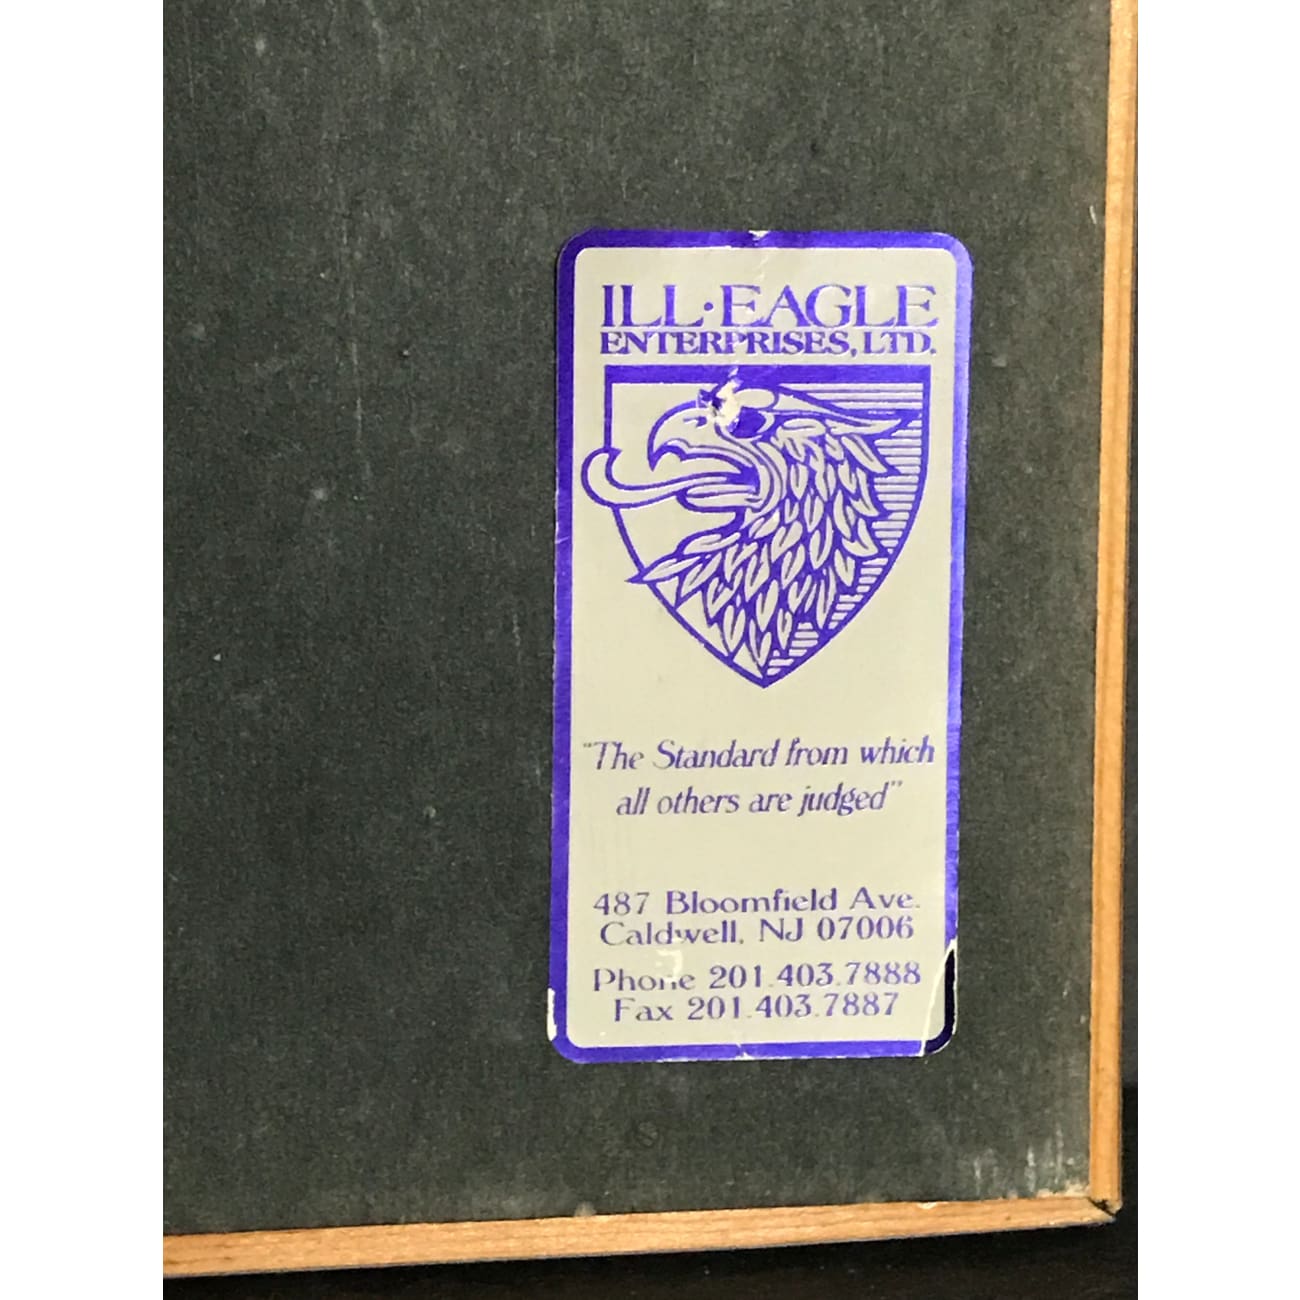 ILL·EAGLE
ENTERPRISES, LTD.
"The Standard from which
all others are judged"
487 Bloomfield Ave.
Caldwell, NJ 07006
Phone 201.403.7888
Fax 201.403.7887